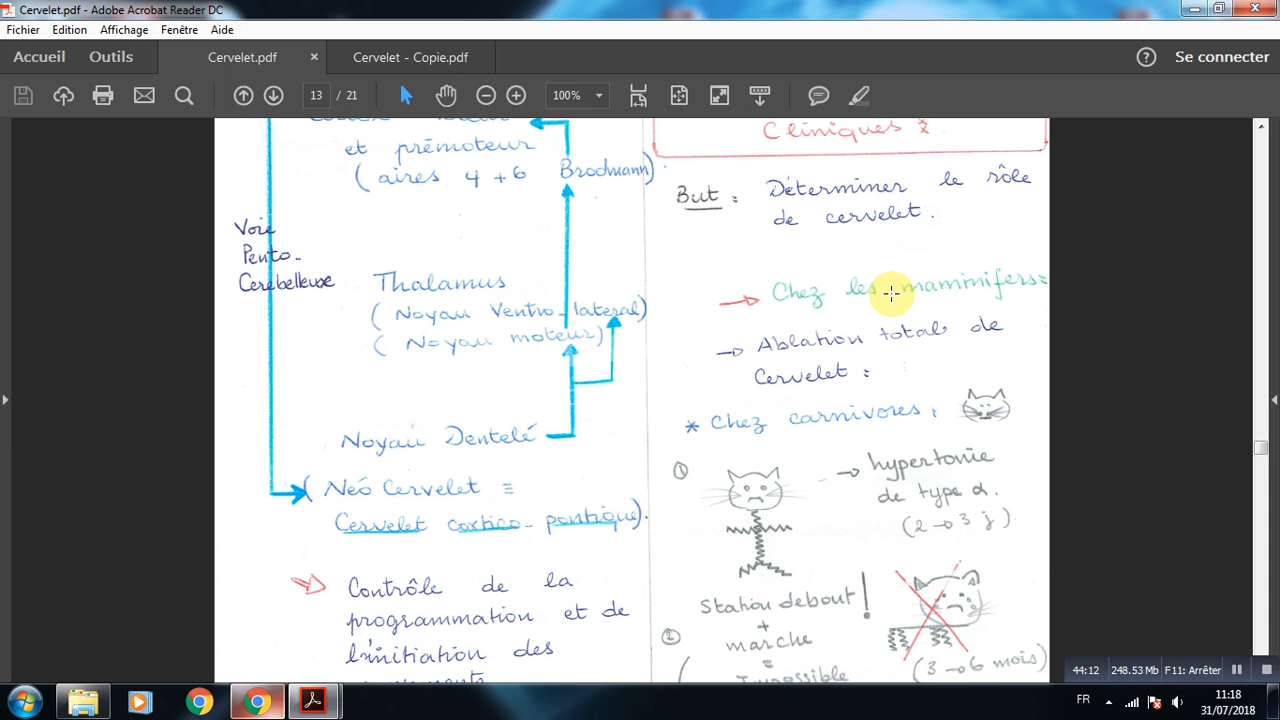 Cervelet.pdf - Adobe Acrobat Reader DC
Fichier Edition Affichage Fenêtre Aide
Accueil Outils Cervelet.pdf × Cervelet - Copie.pdf ? Se connecter
13 / 21 100%
et prémoteur
(aires 4 + 6 Brodmann)
Voie
Ponto-
Cerebelleuse
Thalamus
(Noyau Ventro-lateral)
(Noyau moteur)
Noyau Dentelé
(Néo Cervelet =
Cervelet cortico-pontique).
Contrôle de la
programmation et de
l'initiation des
Cliniques :
But : Déterminer le rôle
de cervelet.
→ Chez les mammifers =
→ Ablation total de
Cervelet :
* Chez carnivores :
① → hypertonie
de type α.
(2 → 3 j)
② Station debout !
+
marche
=
Impossible
(3 → 6 mois)
44:12 248.53 Mb F11: Arrêter
FR 11:18
31/07/2018